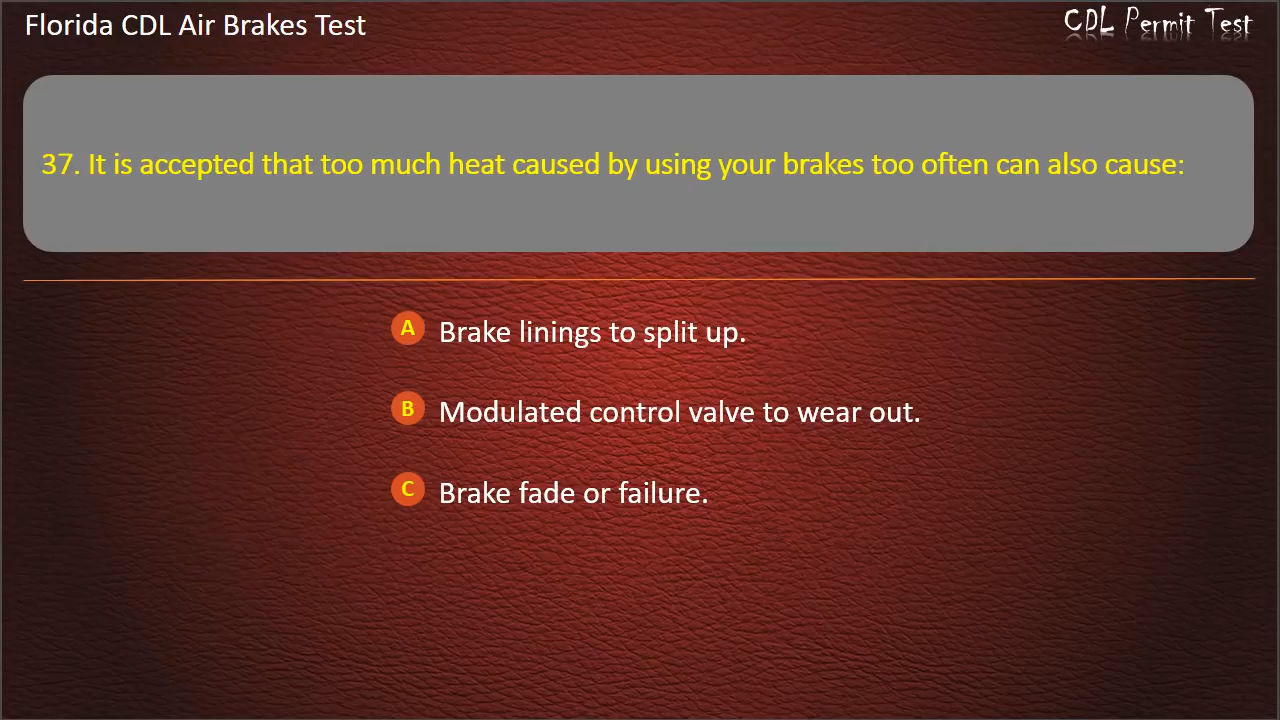 Florida CDL Air Brakes Test
CDL Permit Test
37. It is accepted that too much heat caused by using your brakes too often can also cause:
A Brake linings to split up.
B Modulated control valve to wear out.
C Brake fade or failure.